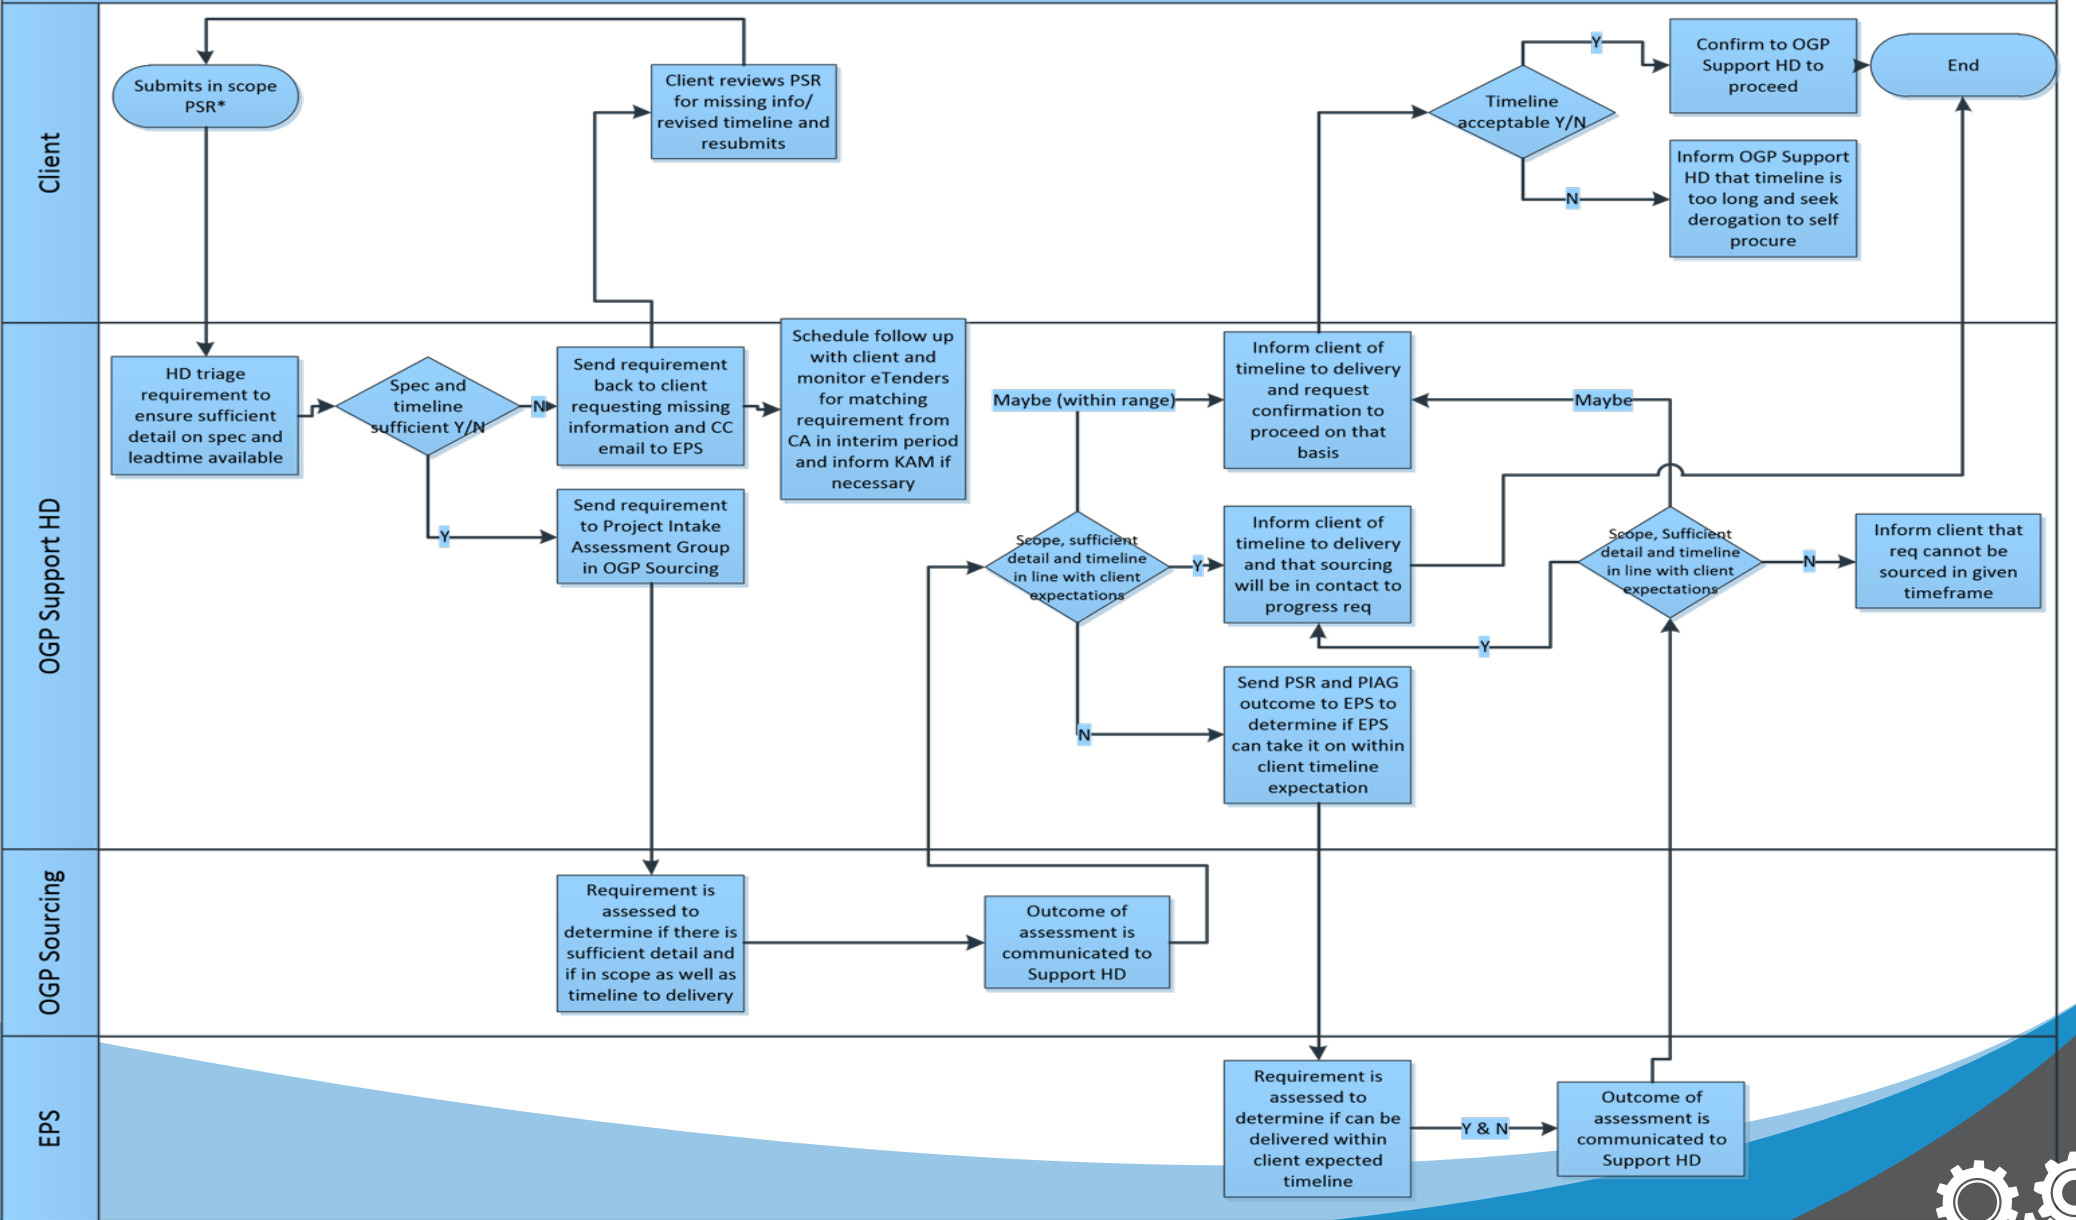 Client
Submits in scope
PSR*
Client reviews PSR
for missing info/
revised timeline and
resubmits
Timeline
acceptable Y/N
Y
Confirm to OGP
Support HD to
proceed
End
N
Inform OGP Support
HD that timeline is
too long and seek
derogation to self
procure
OGP Support HD
HD triage
requirement to
ensure sufficient
detail on spec and
leadtime available
Spec and
timeline
sufficient Y/N
N
Send requirement
back to client
requesting missing
information and CC
email to EPS
Schedule follow up
with client and
monitor eTenders
for matching
requirement from
CA in interim period
and inform KAM if
necessary
Y
Send requirement
to Project Intake
Assessment Group
in OGP Sourcing
Maybe (within range)
Inform client of
timeline to delivery
and request
confirmation to
proceed on that
basis
Maybe
Scope, sufficient
detail and timeline
in line with client
expectations
Y
Inform client of
timeline to delivery
and that sourcing
will be in contact to
progress req
Scope, Sufficient
detail and timeline
in line with client
expectations
N
Inform client that
req cannot be
sourced in given
timeframe
Y
N
Send PSR and PIAG
outcome to EPS to
determine if EPS
can take it on within
client timeline
expectation
OGP Sourcing
Requirement is
assessed to
determine if there is
sufficient detail and
if in scope as well as
timeline to delivery
Outcome of
assessment is
communicated to
Support HD
EPS
Requirement is
assessed to
determine if can be
delivered within
client expected
timeline
Y & N
Outcome of
assessment is
communicated to
Support HD